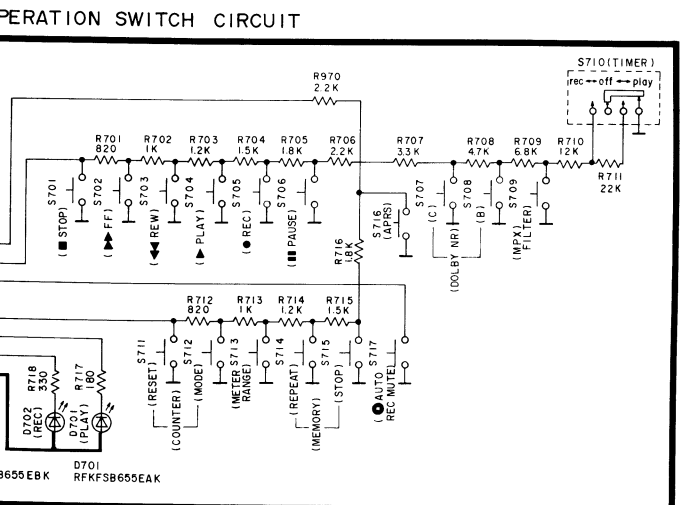 PERATION SWITCH CIRCUIT
S710(TIMER)
rec ↔ off ↔ play
R970
2.2K
R701
820
R702
1K
R703
1.2K
R704
1.5K
R705
1.8K
R706
2.2K
R707
3.3K
R708
4.7K
R709
6.8K
R710
12K
R711
22K
S701
(■ STOP)
S702
(▶▶ FF)
S703
(◀◀ REW)
S704
(▶ PLAY)
S705
(● REC)
S706
(▮▮ PAUSE)
R716
1.8K
S716
(APRS)
S707
(C)
S708
(B)
(DOLBY NR)
S709
(MPX
FILTER)
R712
820
R713
1K
R714
1.2K
R715
1.5K
S711
(RESET)
S712
(MODE)
(COUNTER)
S713
(METER
RANGE)
S714
(REPEAT)
S715
(STOP)
(MEMORY)
S717
(AUTO
REC MUTE)
R718
330
R717
180
D702
(REC)
D701
(PLAY)
B655EBK
D701
RFKFSB655EAK